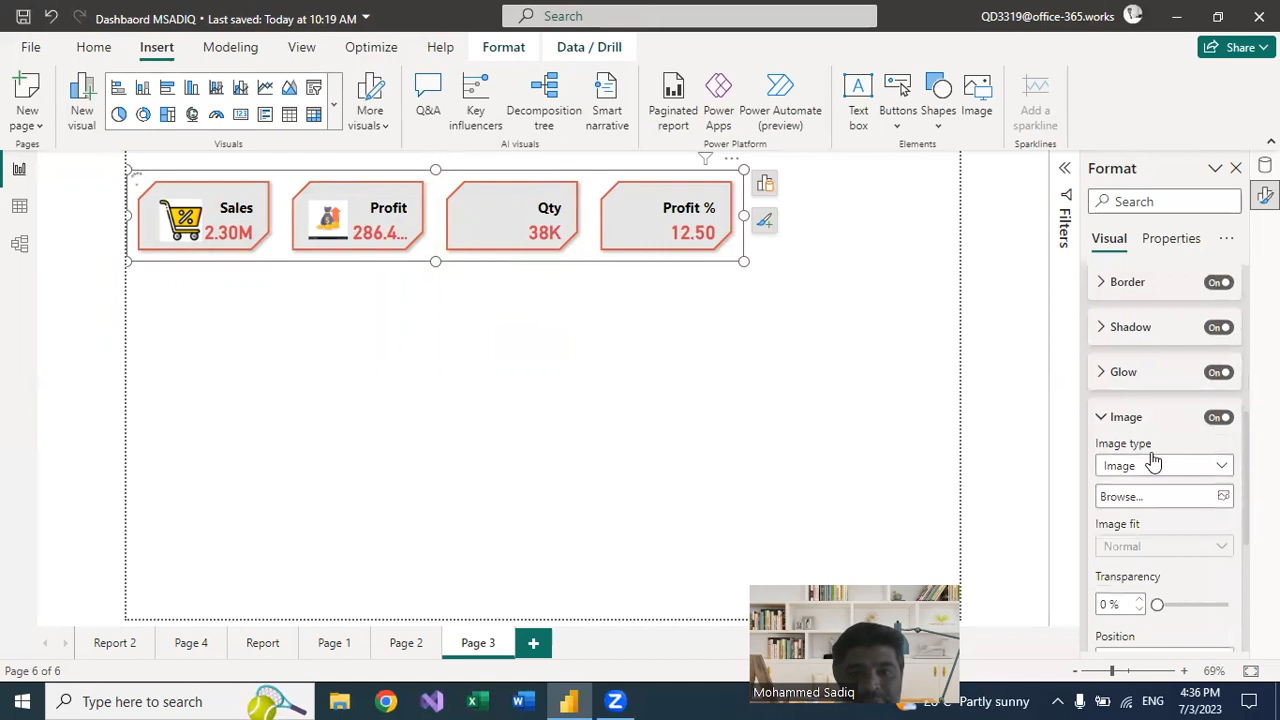 Dashbaord MSADIQ • Last saved: Today at 10:19 AM
Search
QD3319@office-365.works
File
Home
Insert
Modeling
View
Optimize
Help
Format
Data / Drill
Share
New page
New visual
More visuals
Q&A
Key influencers
Decomposition tree
Smart narrative
Paginated report
Power Apps
Power Automate (preview)
Text box
Buttons
Shapes
Image
Add a sparkline
Pages
Visuals
AI visuals
Power Platform
Elements
Sparklines
Sales
2.30M
Profit
286.4...
Qty
38K
Profit %
12.50
Filters
Format
Search
Visual
Properties
Border
On
Shadow
On
Glow
On
Image
On
Image type
Image
Browse...
Image fit
Normal
Transparency
0 %
Position
Mohammed Sadiq
Report 2
Page 4
Report
Page 1
Page 2
Page 3
Page 6 of 6
69%
Type here to search
Partly sunny
ENG
4:36 PM
7/3/2023